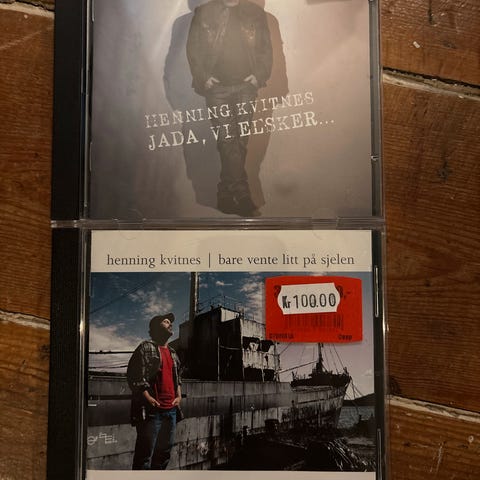 HENNING KVITNES
JADA, VI ELSKER...
henning kvitnes | bare vente litt på sjelen
Kr 100.00